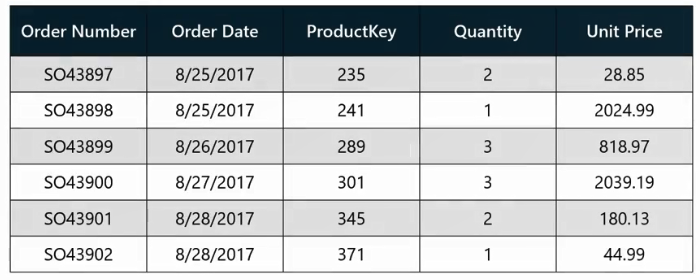 Order Number Order Date ProductKey Quantity Unit Price
SO43897 8/25/2017 235 2 28.85
SO43898 8/25/2017 241 1 2024.99
SO43899 8/26/2017 289 3 818.97
SO43900 8/27/2017 301 3 2039.19
SO43901 8/28/2017 345 2 180.13
SO43902 8/28/2017 371 1 44.99